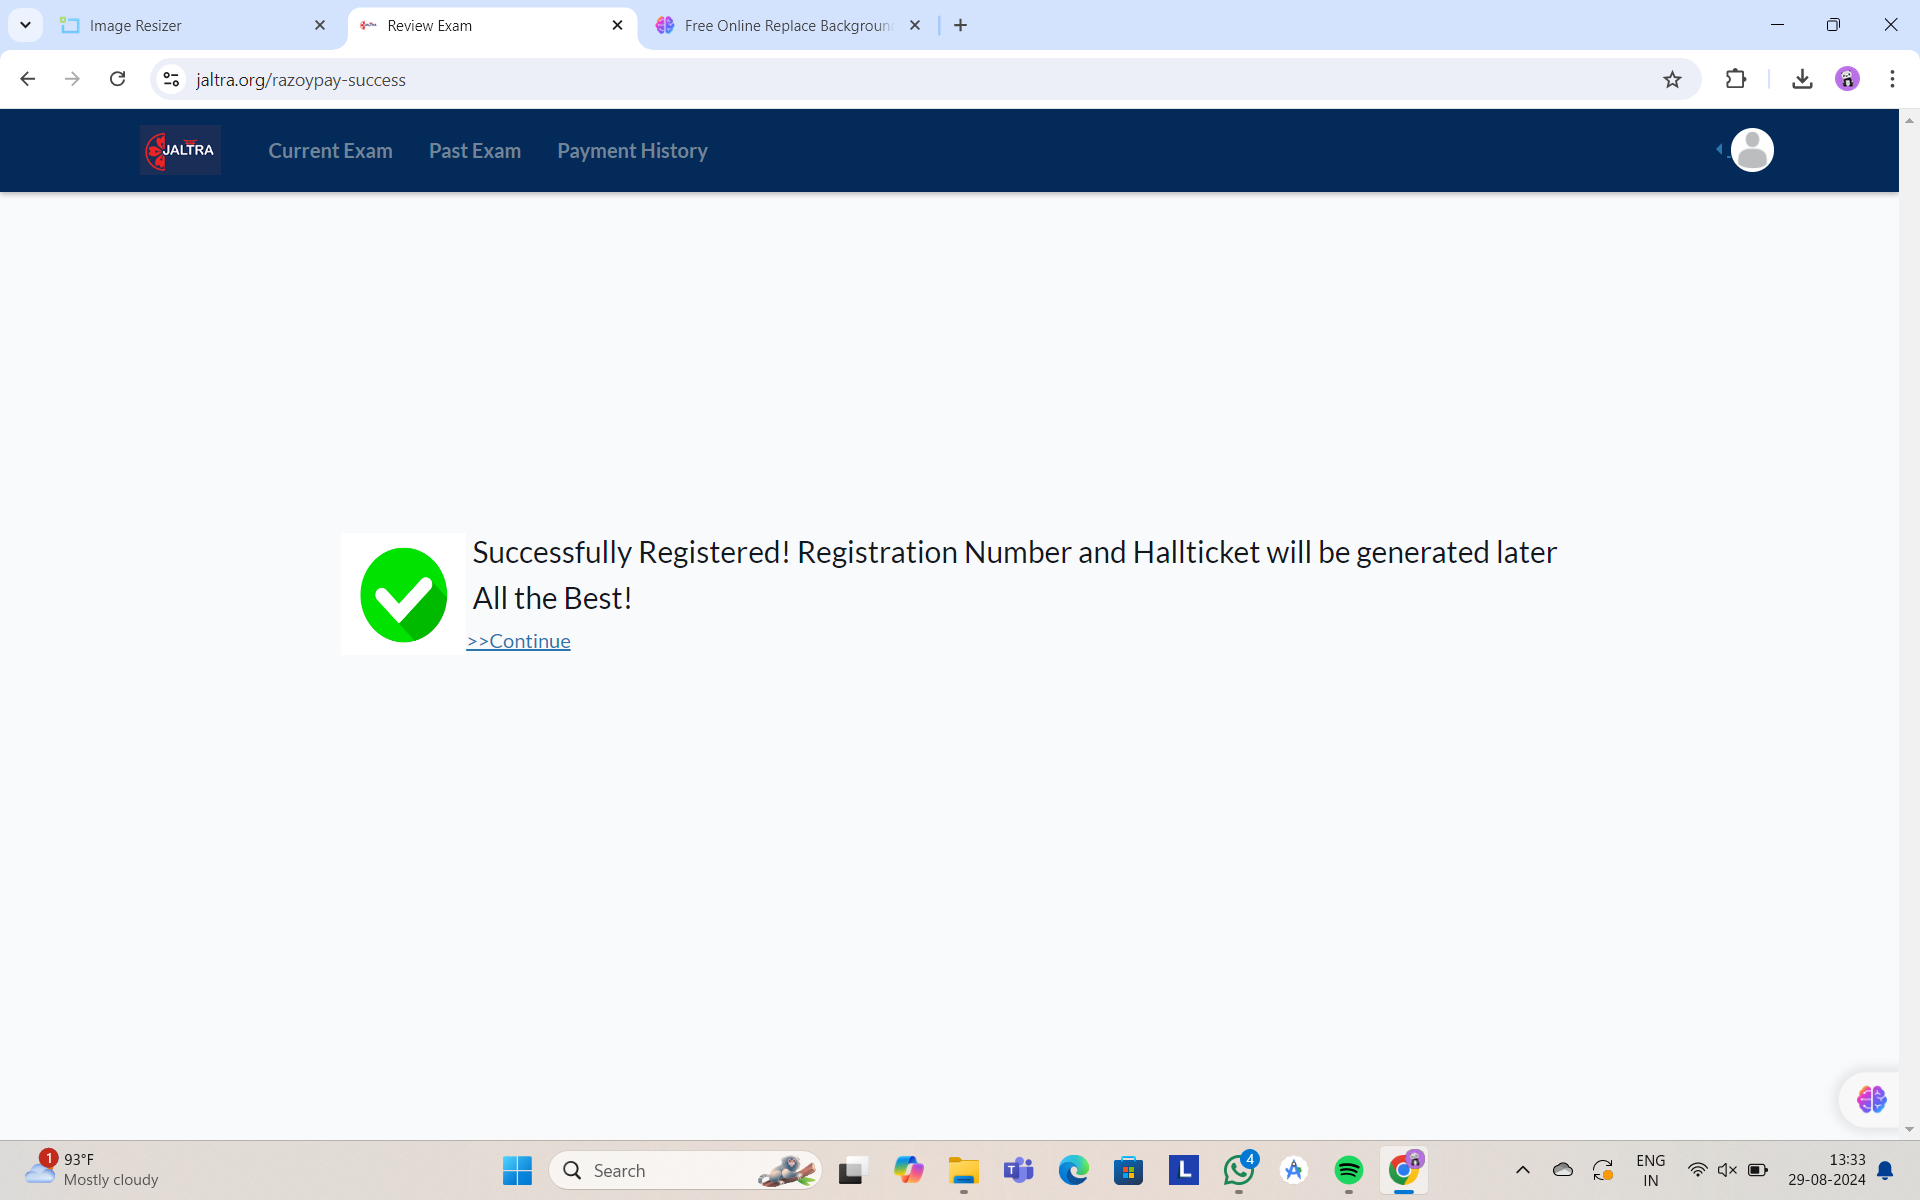 Image Resizer
Review Exam
Free Online Replace Backgroun
jaltra.org/razoypay-success
JALTRA
Current Exam
Past Exam
Payment History
Successfully Registered! Registration Number and Hallticket will be generated later
All the Best!
>>Continue
1
93°F
Mostly cloudy
Search
L
4
ENG
IN
13:33
29-08-2024